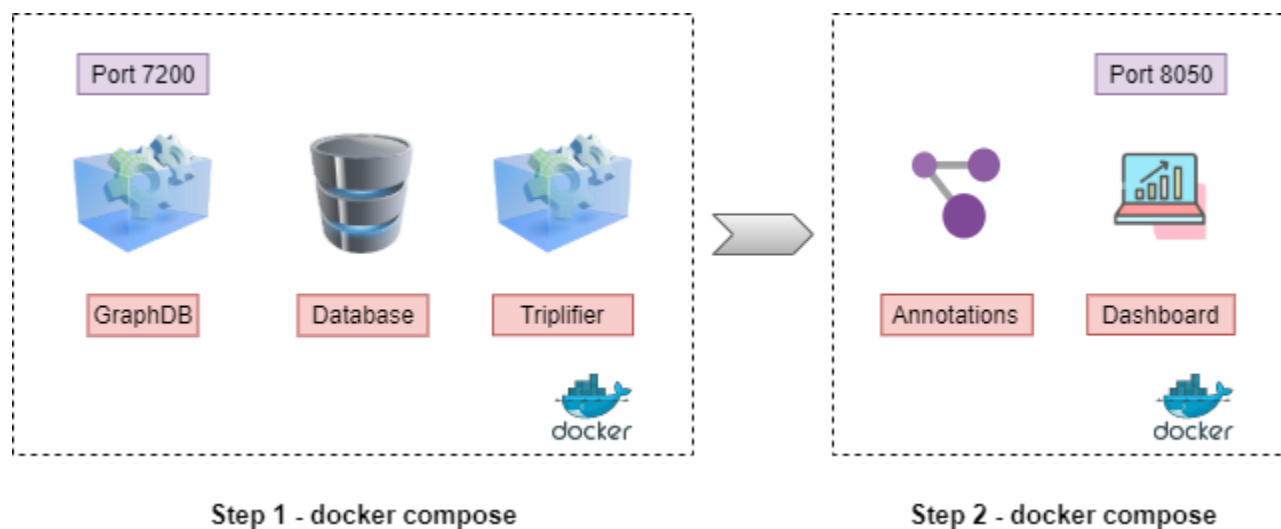 Port 7200
Port 8050
GraphDB
Database
Triplifier
Annotations
Dashboard
docker
docker
Step 1 - docker compose
Step 2 - docker compose